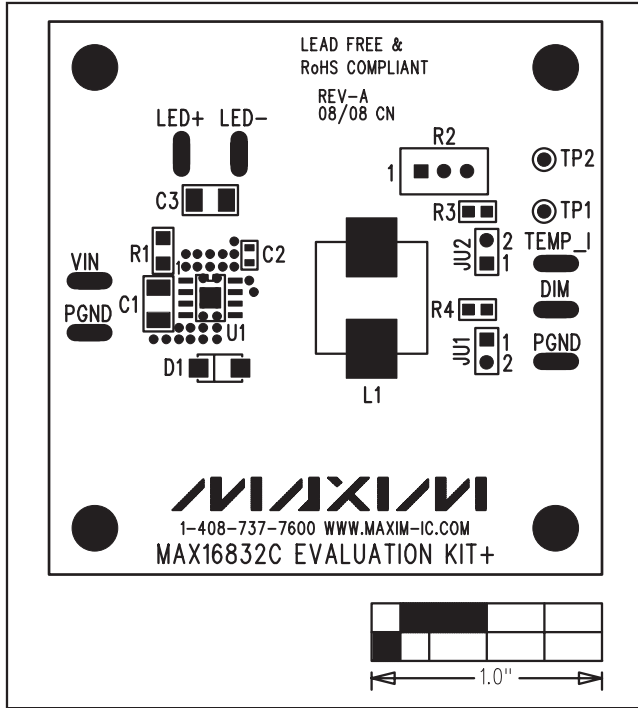 LEAD FREE &
RoHS COMPLIANT
REV-A
08/08 CN
LED+ LED-
R2
1
TP2
C3
R3
TP1
TEMP_I
R1
1
C2
JU2
2
1
VIN
DIM
C1
R4
PGND
U1
JU1
1
2
PGND
D1
L1
MAXIM
1-408-737-7600 WWW.MAXIM-IC.COM
MAX16832C EVALUATION KIT+
1.0"